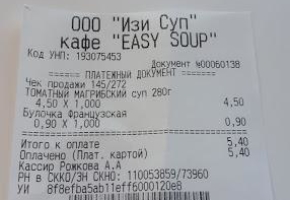 ООО "Изи Суп"
кафе "EASY SOUP"
Код УНП: 193075453
Документ №00060138
====== ПЛАТЕЖНЫЙ ДОКУМЕНТ ======
Чек продажи 145/272
ТОМАТНЫЙ МАГРИБСКИЙ суп 280г
4,50 X 1,000 4,50
Булочка Французская
0,90 X 1,000 0,90
Итого к оплате 5,40
Оплачено (Плат. картой) 5,40
Кассир Рожкова А.А
РН в СККО/ЗН СКНО: 110053859/73960
УИ 8f8efba5ab11eff6000120e8